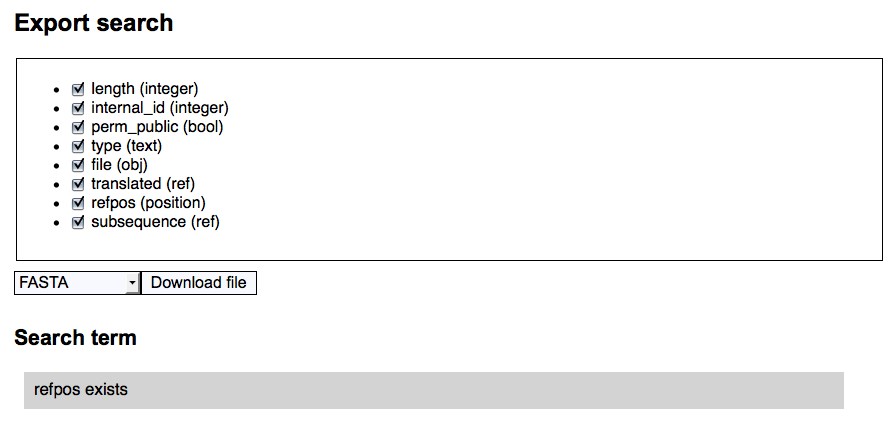 Export search
length (integer)
internal_id (integer)
perm_public (bool)
type (text)
file (obj)
translated (ref)
refpos (position)
subsequence (ref)
FASTA Download file
Search term
refpos exists